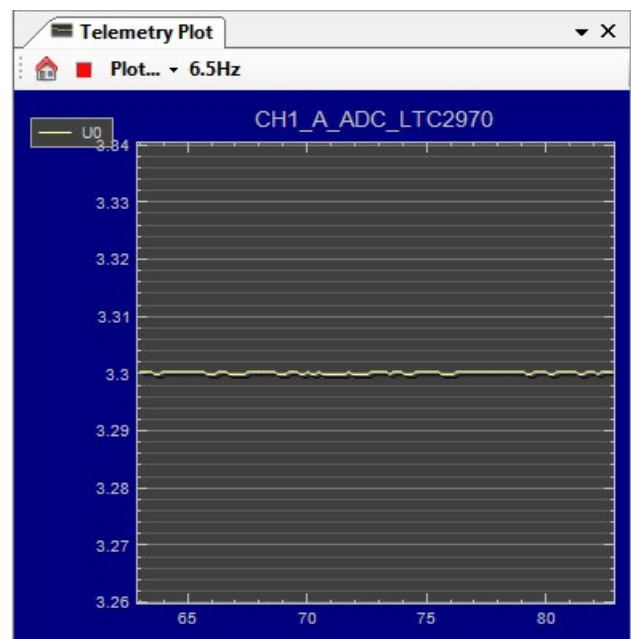 Telemetry Plot
Plot... 6.5Hz
CH1_A_ADC_LTC2970
U0
3.34
3.33
3.32
3.31
3.3
3.29
3.28
3.27
3.26
65 70 75 80